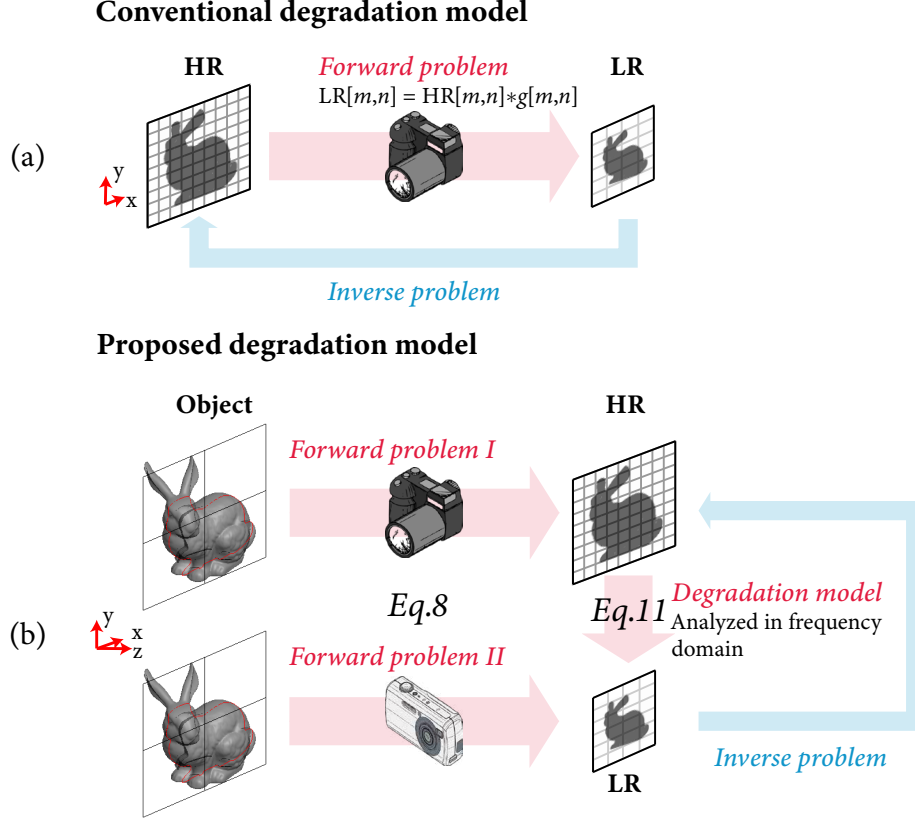 Conventional degradation model
HR
Forward problem
LR
LR[m,n] = HR[m,n]*g[m,n]
(a)
y
x
Inverse problem
Proposed degradation model
Object
HR
Forward problem I
Eq.8
Eq.11
Degradation model
Analyzed in frequency
domain
(b)
y
x
z
Forward problem II
Inverse problem
LR